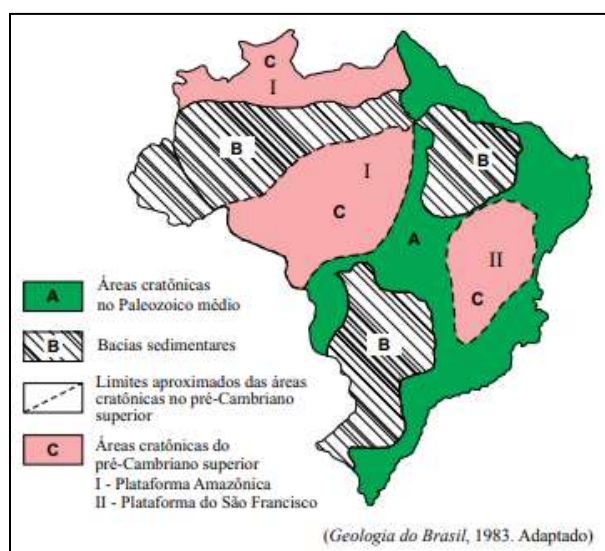 C
I
B
B
I
C
A
II
C
B
A
Áreas cratônicas
no Paleozoico médio
B
Bacias sedimentares
Limites aproximados das áreas
cratônicas no pré-Cambriano
superior
C
Áreas cratônicas do
pré-Cambriano superior
I - Plataforma Amazônica
II - Plataforma do São Francisco
(Geologia do Brasil, 1983. Adaptado)